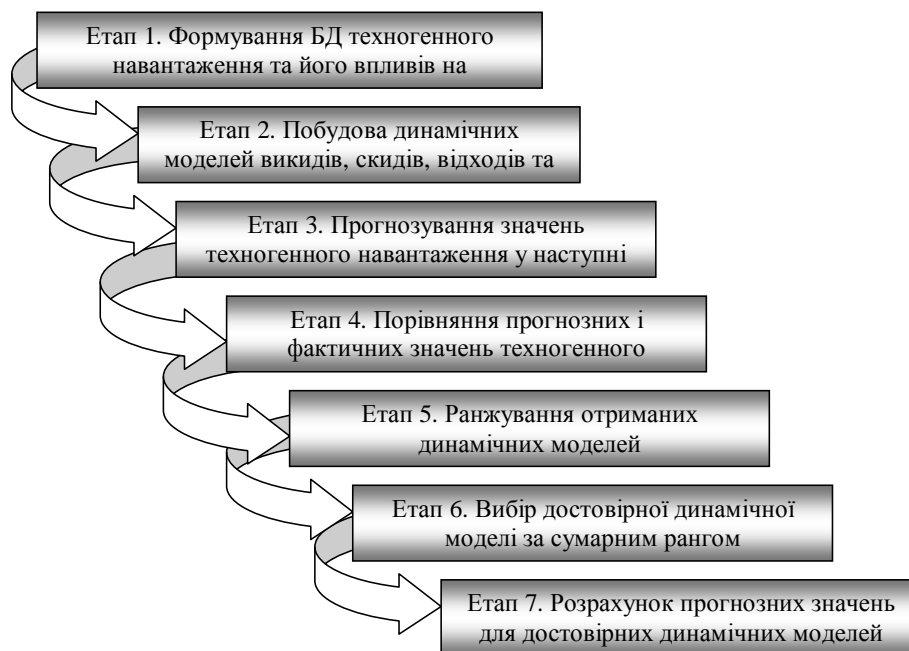 Етап 1. Формування БД техногенного
навантаження та його впливів на
Етап 2. Побудова динамічних
моделей викидів, скидів, відходів та
Етап 3. Прогнозування значень
техногенного навантаження у наступні
Етап 4. Порівняння прогнозних і
фактичних значень техногенного
Етап 5. Ранжування отриманих
динамічних моделей
Етап 6. Вибір достовірної динамічної
моделі за сумарним рангом
Етап 7. Розрахунок прогнозних значень
для достовірних динамічних моделей